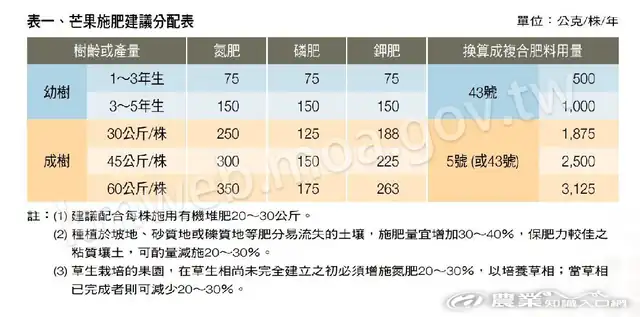 表一、芒果施肥建議分配表 單位：公克/株/年
樹齡或產量 氮肥 磷肥 鉀肥 換算成複合肥料用量
幼樹 1～3年生 75 75 75 43號 500
3～5年生 150 150 150 1,000
成樹 30公斤/株 250 125 188 5號 (或43號) 1,875
45公斤/株 300 150 225 2,500
60公斤/株 350 175 263 3,125
註：(1) 建議配合每株施用有機堆肥20～30公斤。
(2) 種植於坡地、砂質地或礫質地等肥分易流失的土壤，施肥量宜增加30～40%，保肥力較佳之
粘質壤土，可酌量減施20～30%。
(3) 草生栽培的果園，在草生相尚未完全建立之初必須增施氮肥20～30%，以培養草相；當草相
已完成者則可減少20～30%。
農業知識入口網